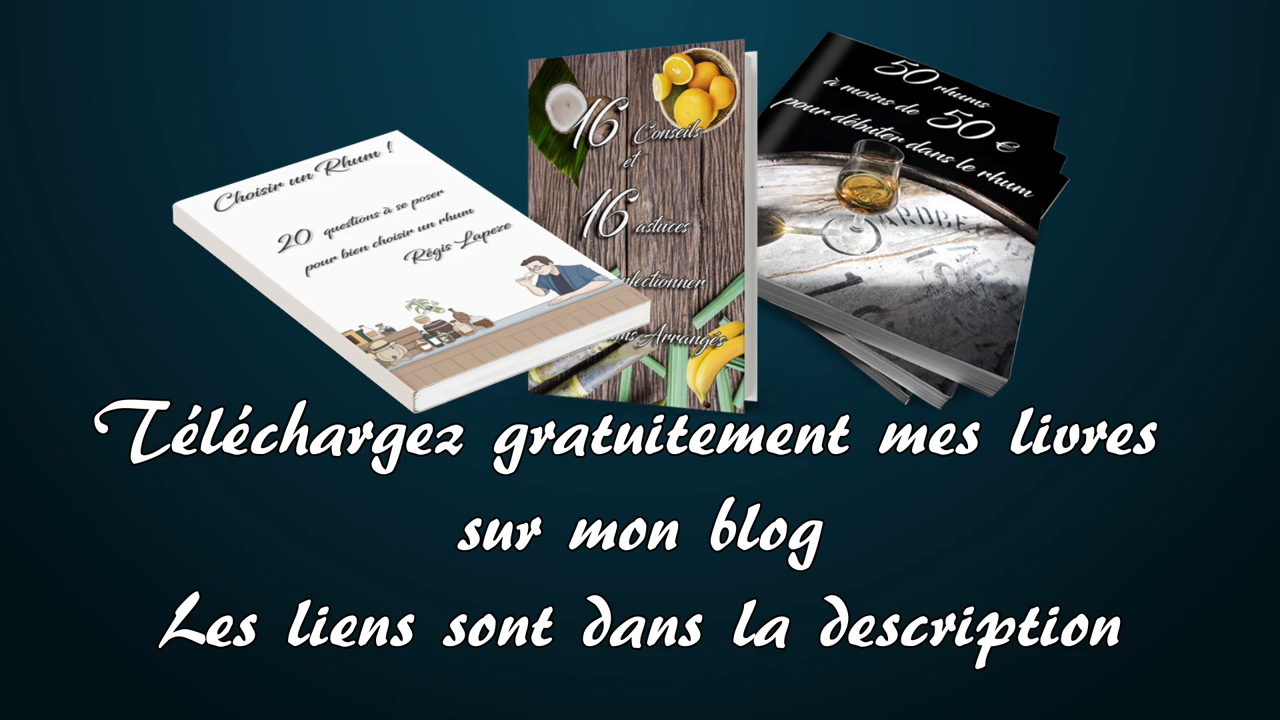 Choisir un Rhum !
20 questions à se poser
pour bien choisir un rhum
Régis Lapeze
16 Conseils
et
16 astuces
Arrangés
50 rhums
à moins de 50 €
pour débuter dans le rhum
Téléchargez gratuitement mes livres
sur mon blog
Les liens sont dans la description